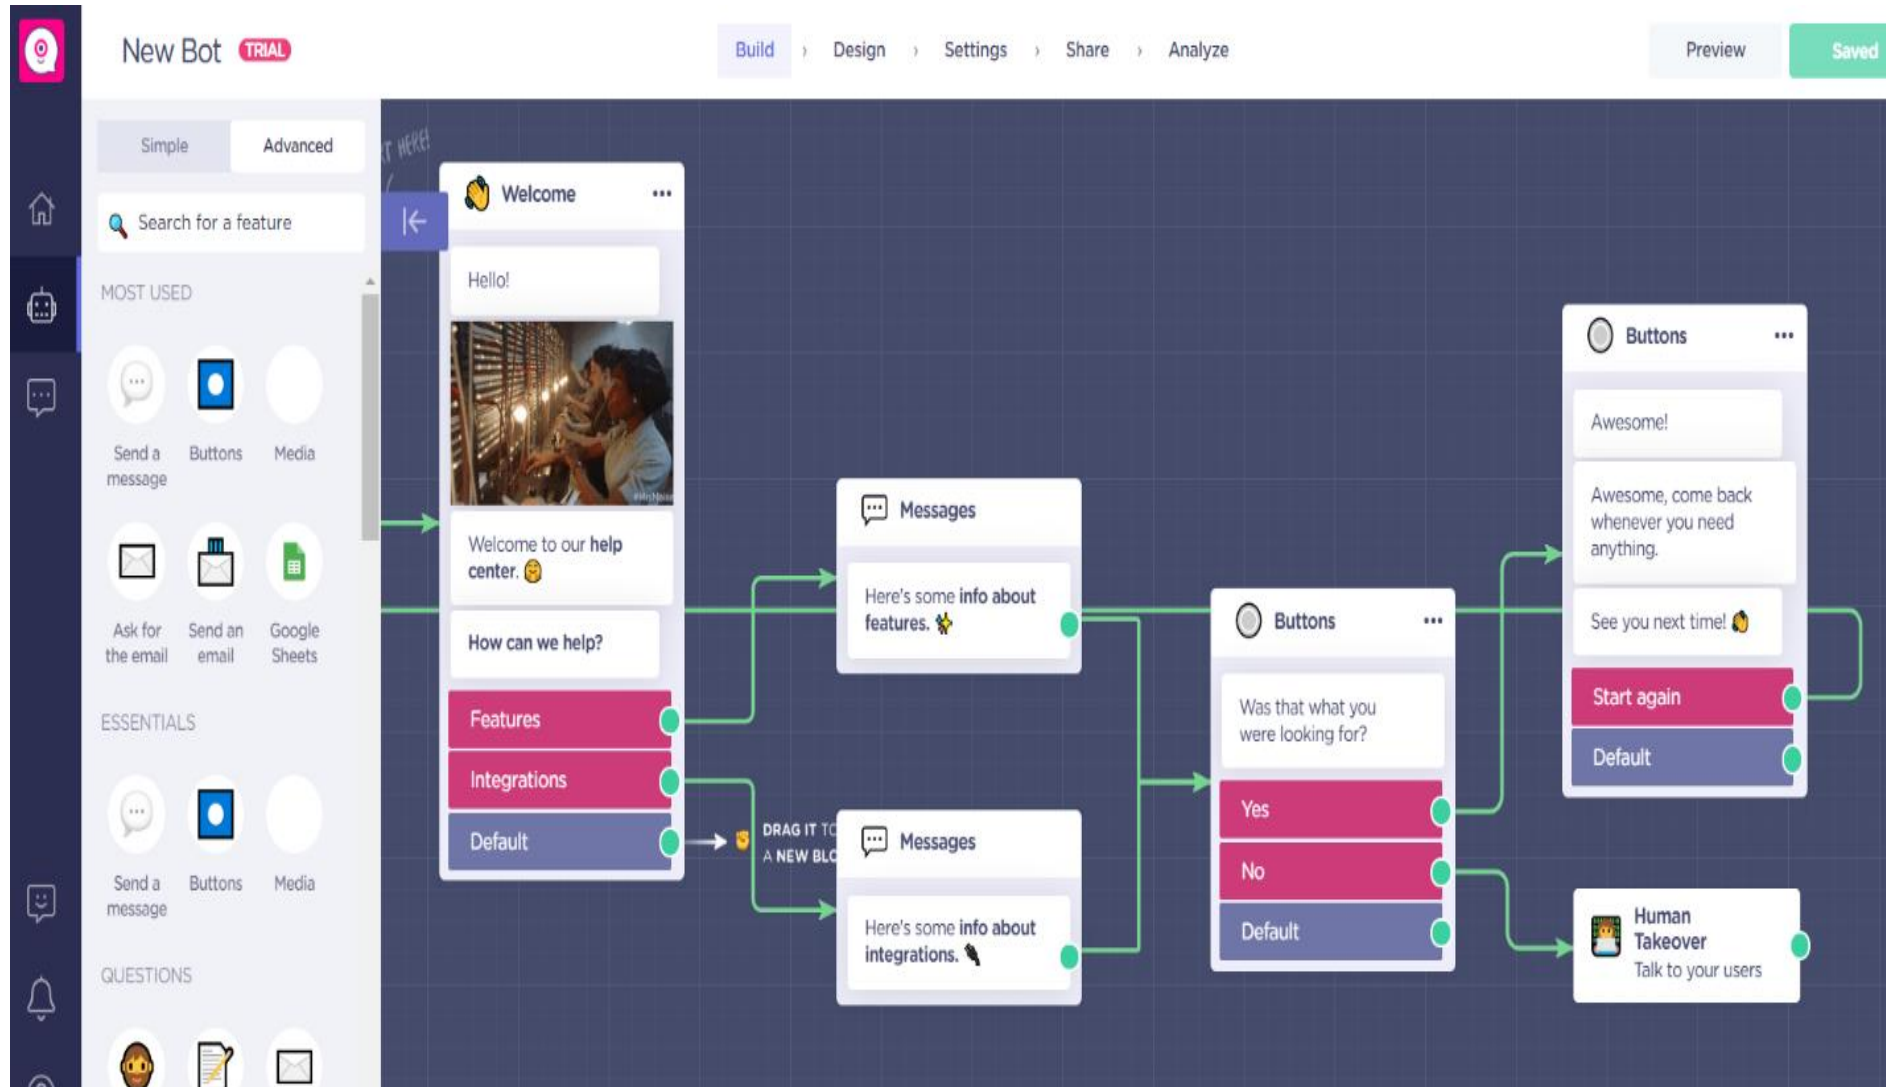 New Bot TRIAL
Build › Design › Settings › Share › Analyze
Preview
Saved
Simple
Advanced
Search for a feature
MOST USED
Send a
message
Buttons
Media
Ask for
the email
Send an
email
Google
Sheets
ESSENTIALS
Send a
message
Buttons
Media
QUESTIONS
HERE!
Welcome
Hello!
Welcome to our help
center.
How can we help?
Features
Integrations
Default
DRAG IT TO
A NEW BLO
Messages
Here's some info about
features.
Messages
Here's some info about
integrations.
Buttons
Was that what you
were looking for?
Yes
No
Default
Buttons
Awesome!
Awesome, come back
whenever you need
anything.
See you next time!
Start again
Default
Human
Takeover
Talk to your users